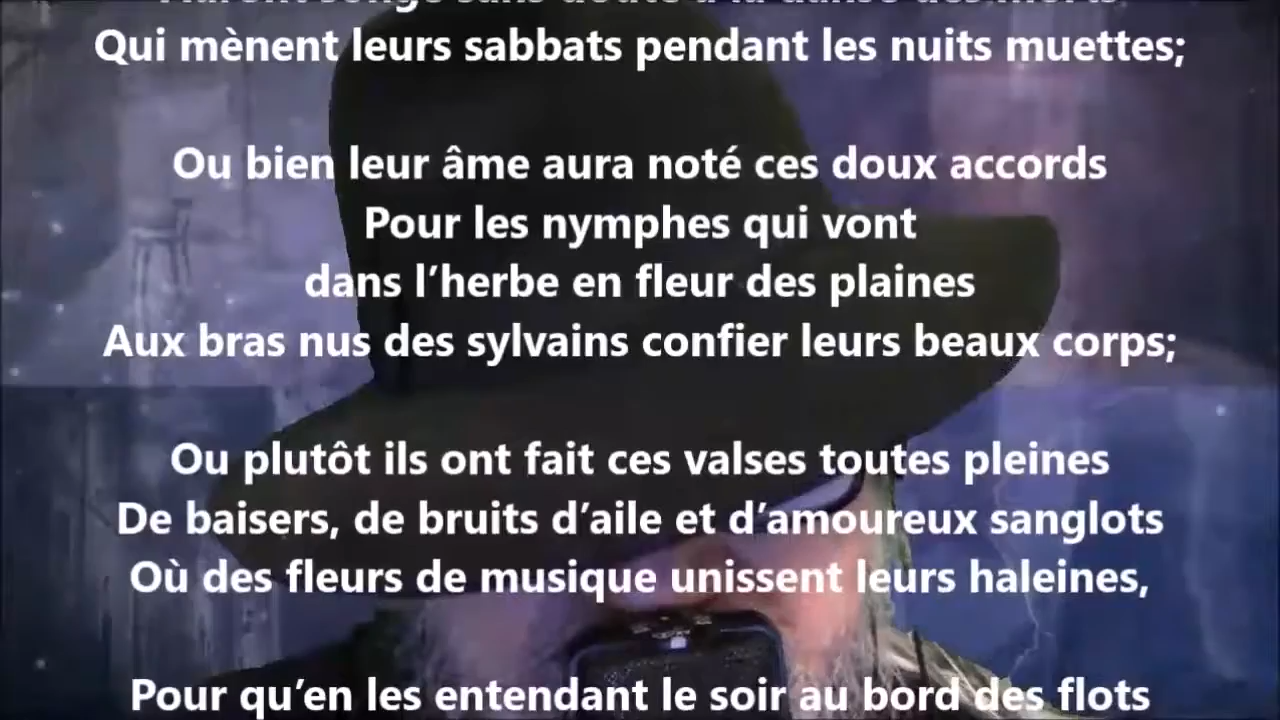 Qui mènent leurs sabbats pendant les nuits muettes;
Ou bien leur âme aura noté ces doux accords
Pour les nymphes qui vont
dans l’herbe en fleur des plaines
Aux bras nus des sylvains confier leurs beaux corps;
Ou plutôt ils ont fait ces valses toutes pleines
De baisers, de bruits d’aile et d’amoureux sanglots
Où des fleurs de musique unissent leurs haleines,
Pour qu’en les entendant le soir au bord des flots